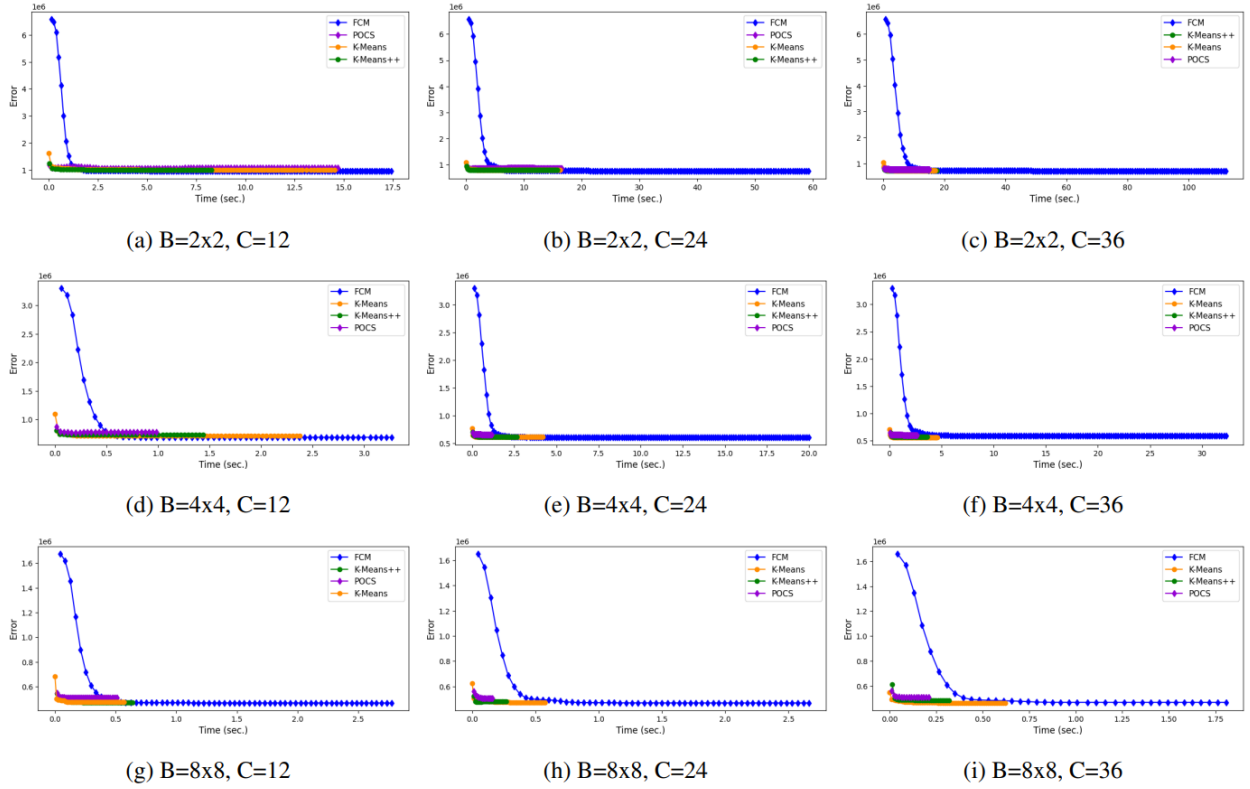 1e6
Error
6
5
4
3
2
1
FCM
POCS
K-Means
K-Means++
0.0 2.5 5.0 7.5 10.0 12.5 15.0 17.5
Time (sec.)
(a) B=2x2, C=12
1e6
Error
6
5
4
3
2
1
FCM
POCS
K-Means
K-Means++
0 10 20 30 40 50 60
Time (sec.)
(b) B=2x2, C=24
1e6
Error
6
5
4
3
2
1
FCM
K-Means++
K-Means
POCS
0 20 40 60 80 100
Time (sec.)
(c) B=2x2, C=36
1e6
Error
3.0
2.5
2.0
1.5
1.0
FCM
K-Means
K-Means++
POCS
0.0 0.5 1.0 1.5 2.0 2.5 3.0
Time (sec.)
(d) B=4x4, C=12
1e6
Error
3.0
2.5
2.0
1.5
1.0
0.5
FCM
K-Means
K-Means++
POCS
0.0 2.5 5.0 7.5 10.0 12.5 15.0 17.5 20.0
Time (sec.)
(e) B=4x4, C=24
1e6
Error
3.0
2.5
2.0
1.5
1.0
0.5
FCM
K-Means
K-Means++
POCS
0 5 10 15 20 25 30
Time (sec.)
(f) B=4x4, C=36
1e6
Error
1.6
1.4
1.2
1.0
0.8
0.6
FCM
K-Means++
POCS
K-Means
0.0 0.5 1.0 1.5 2.0 2.5
Time (sec.)
(g) B=8x8, C=12
1e6
Error
1.6
1.4
1.2
1.0
0.8
0.6
FCM
K-Means
K-Means++
POCS
0.0 0.5 1.0 1.5 2.0 2.5
Time (sec.)
(h) B=8x8, C=24
1e6
Error
1.6
1.4
1.2
1.0
0.8
0.6
FCM
K-Means
K-Means++
POCS
0.00 0.25 0.50 0.75 1.00 1.25 1.50 1.75
Time (sec.)
(i) B=8x8, C=36